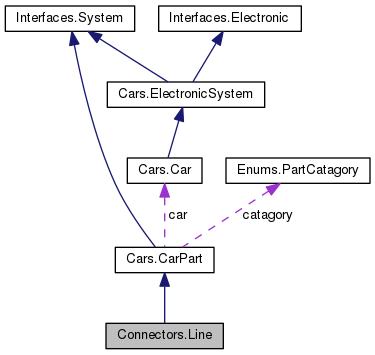 Interfaces.System
Interfaces.Electronic
Cars.ElectronicSystem
Cars.Car
Enums.PartCatagory
car
catagory
Cars.CarPart
Connectors.Line